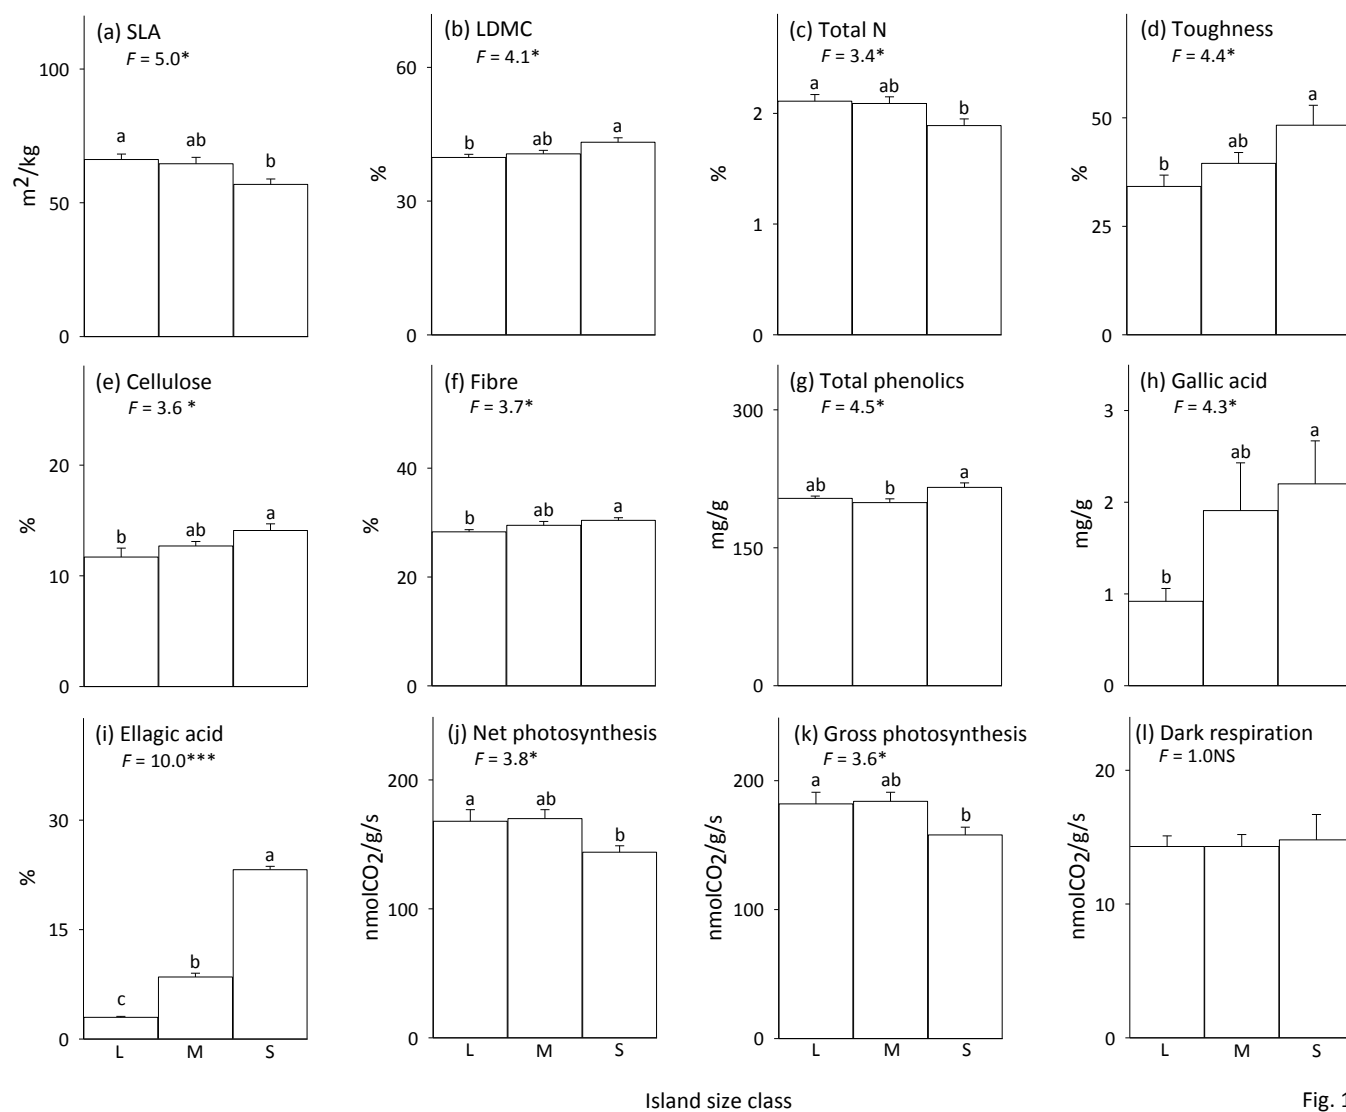 (a) SLA
F = 5.0*
100
50
0
m2/kg
a
ab
b
(b) LDMC
F = 4.1*
60
30
0
%
b
ab
a
(c) Total N
F = 3.4*
2
1
0
%
a
ab
b
(d) Toughness
F = 4.4*
50
25
0
%
b
ab
a
(e) Cellulose
F = 3.6 *
20
10
0
%
b
ab
a
(f) Fibre
F = 3.7*
40
20
0
%
b
ab
a
(g) Total phenolics
F = 4.5*
300
150
0
mg/g
ab
b
a
(h) Gallic acid
F = 4.3*
3
2
1
0
mg/g
b
ab
a
(i) Ellagic acid
F = 10.0***
30
15
0
%
c
b
a
L M S
(j) Net photosynthesis
F = 3.8*
200
100
0
nmolCO2/g/s
a
ab
b
L M S
(k) Gross photosynthesis
F = 3.6*
200
100
0
nmolCO2/g/s
a
ab
b
L M S
(l) Dark respiration
F = 1.0NS
20
10
0
nmolCO2/g/s
L M S
Island size class
Fig. 1